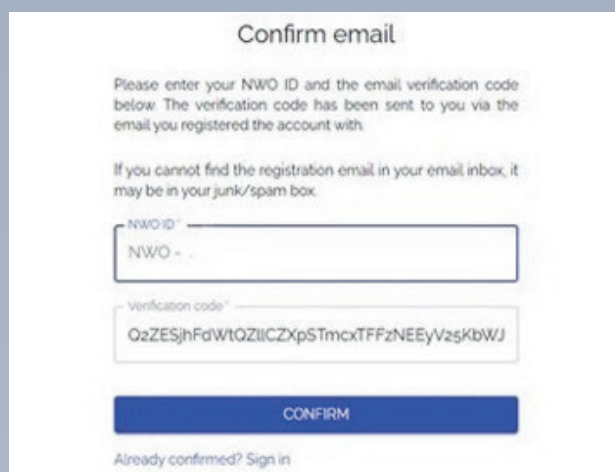 Confirm email
Please enter your NWO ID and the email verification code
below. The verification code has been sent to you via the
email you registered the account with.
If you cannot find the registration email in your email inbox, it
may be in your junk/spam box.
NWO ID *
NWO - .
Verification code *
CONFIRM
Already confirmed? Sign in